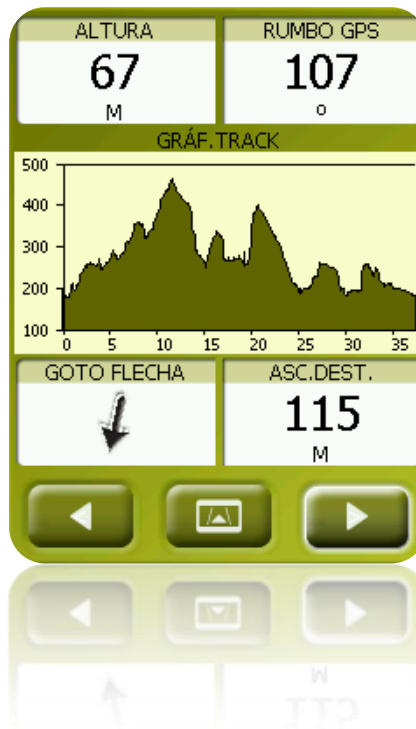 ALTURA
67
M
RUMBO GPS
107
º
GRÁF.TRACK
500
400
300
200
100
0 5 10 15 20 25 30 35
GOTO FLECHA
ASC.DEST.
115
M